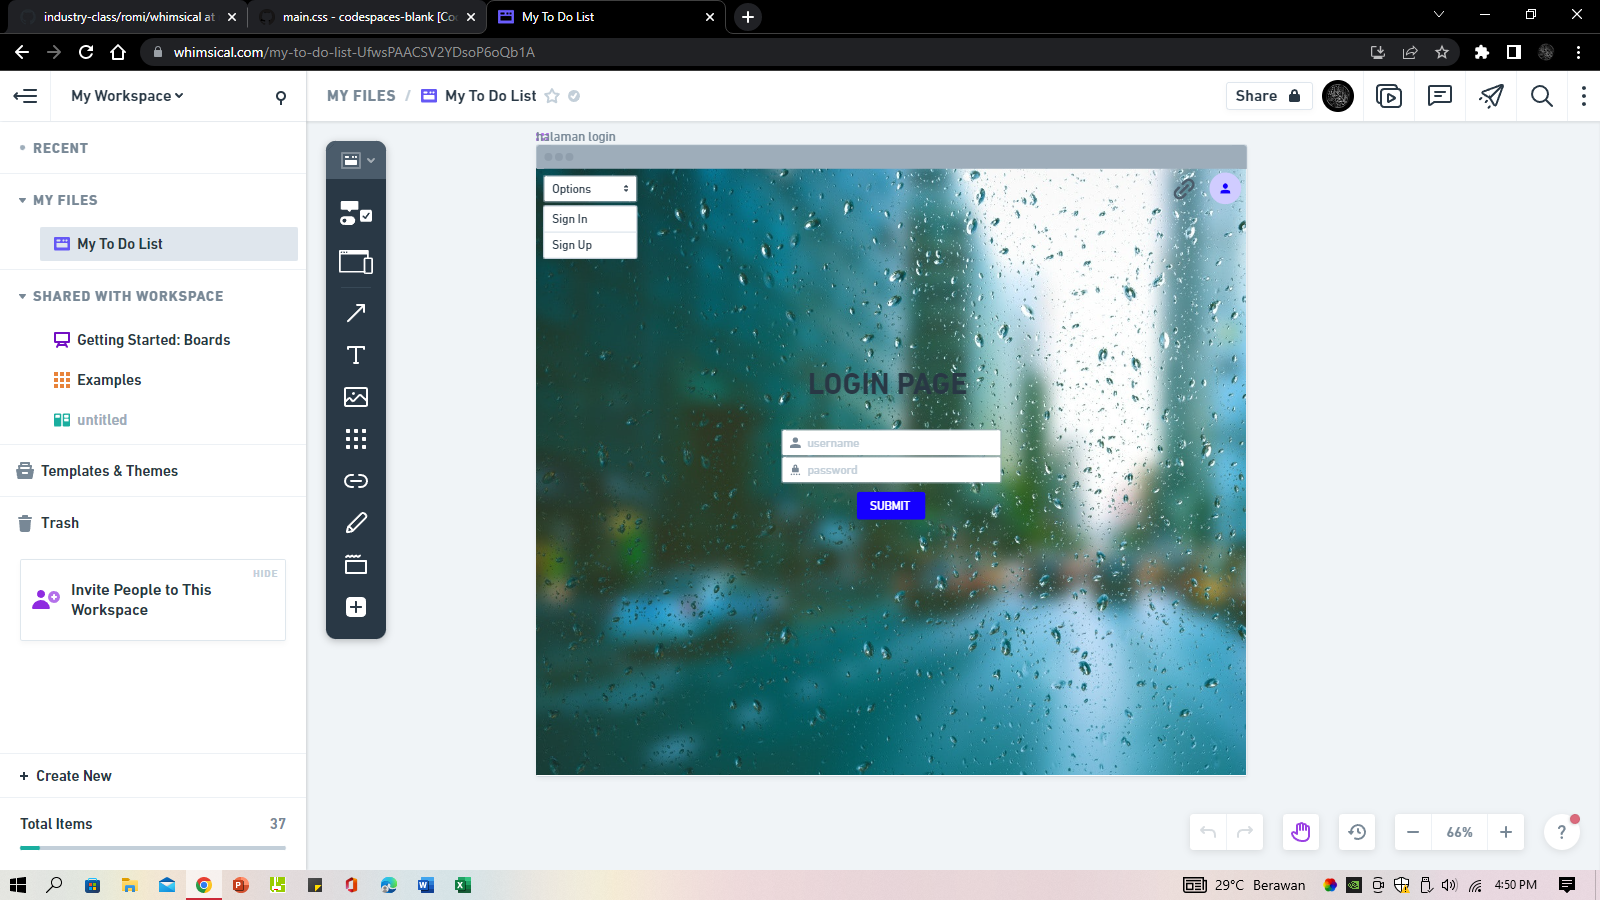 industry-class/romi/whimsical at
main.css - codespaces-blank [Co
My To Do List
whimsical.com/my-to-do-list-UfwsPAACSV2YDsoP6oQb1A
My Workspace
MY FILES / My To Do List
Share
RECENT
MY FILES
My To Do List
SHARED WITH WORKSPACE
Getting Started: Boards
Examples
untitled
Templates & Themes
Trash
HIDE
Invite People to This
Workspace
+ Create New
Total Items 37
halaman login
Options
Sign In
Sign Up
LOGIN PAGE
username
password
SUBMIT
66%
?
29°C Berawan
4:50 PM